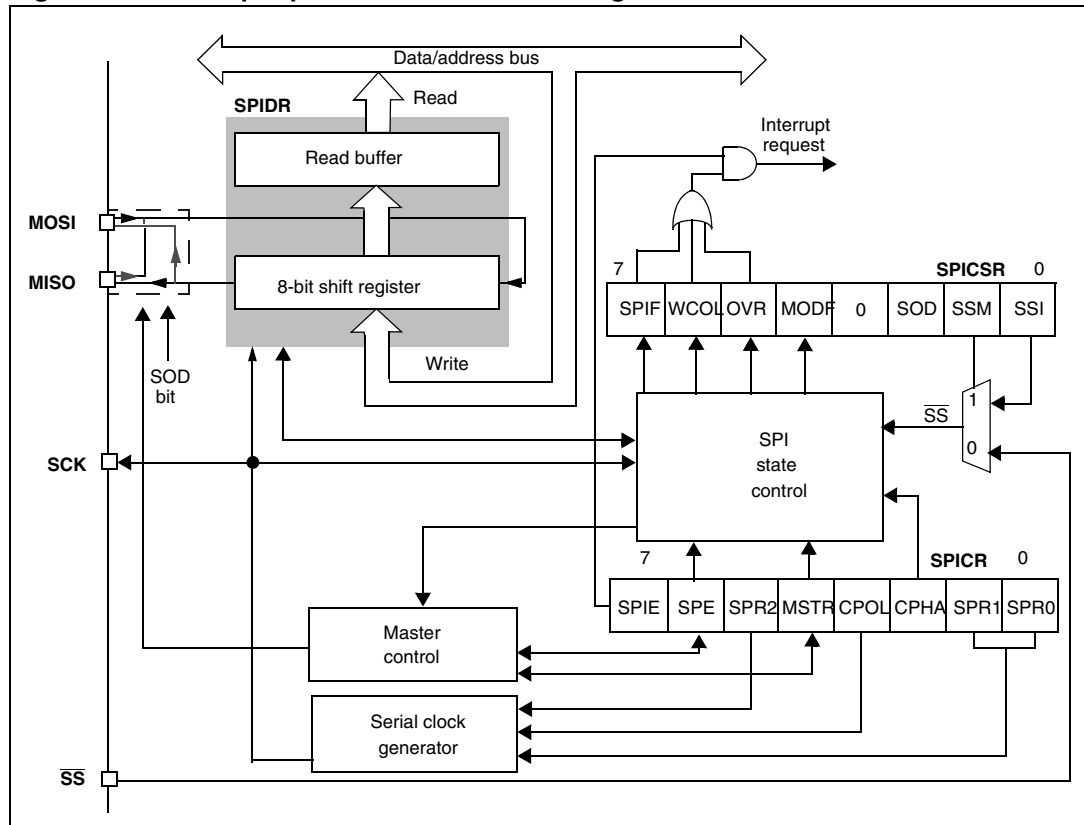 Data/address bus
SPIDR
Read
Read buffer
Interrupt
request
MOSI
MISO
8-bit shift register
7 SPICSR 0
SPIF WCOL OVR MODF 0 SOD SSM SSI
Write
SOD
bit
1
SS
0
SCK
SPI
state
control
7 SPICR 0
SPIE SPE SPR2 MSTR CPOL CPHA SPR1 SPR0
Master
control
Serial clock
generator
SS